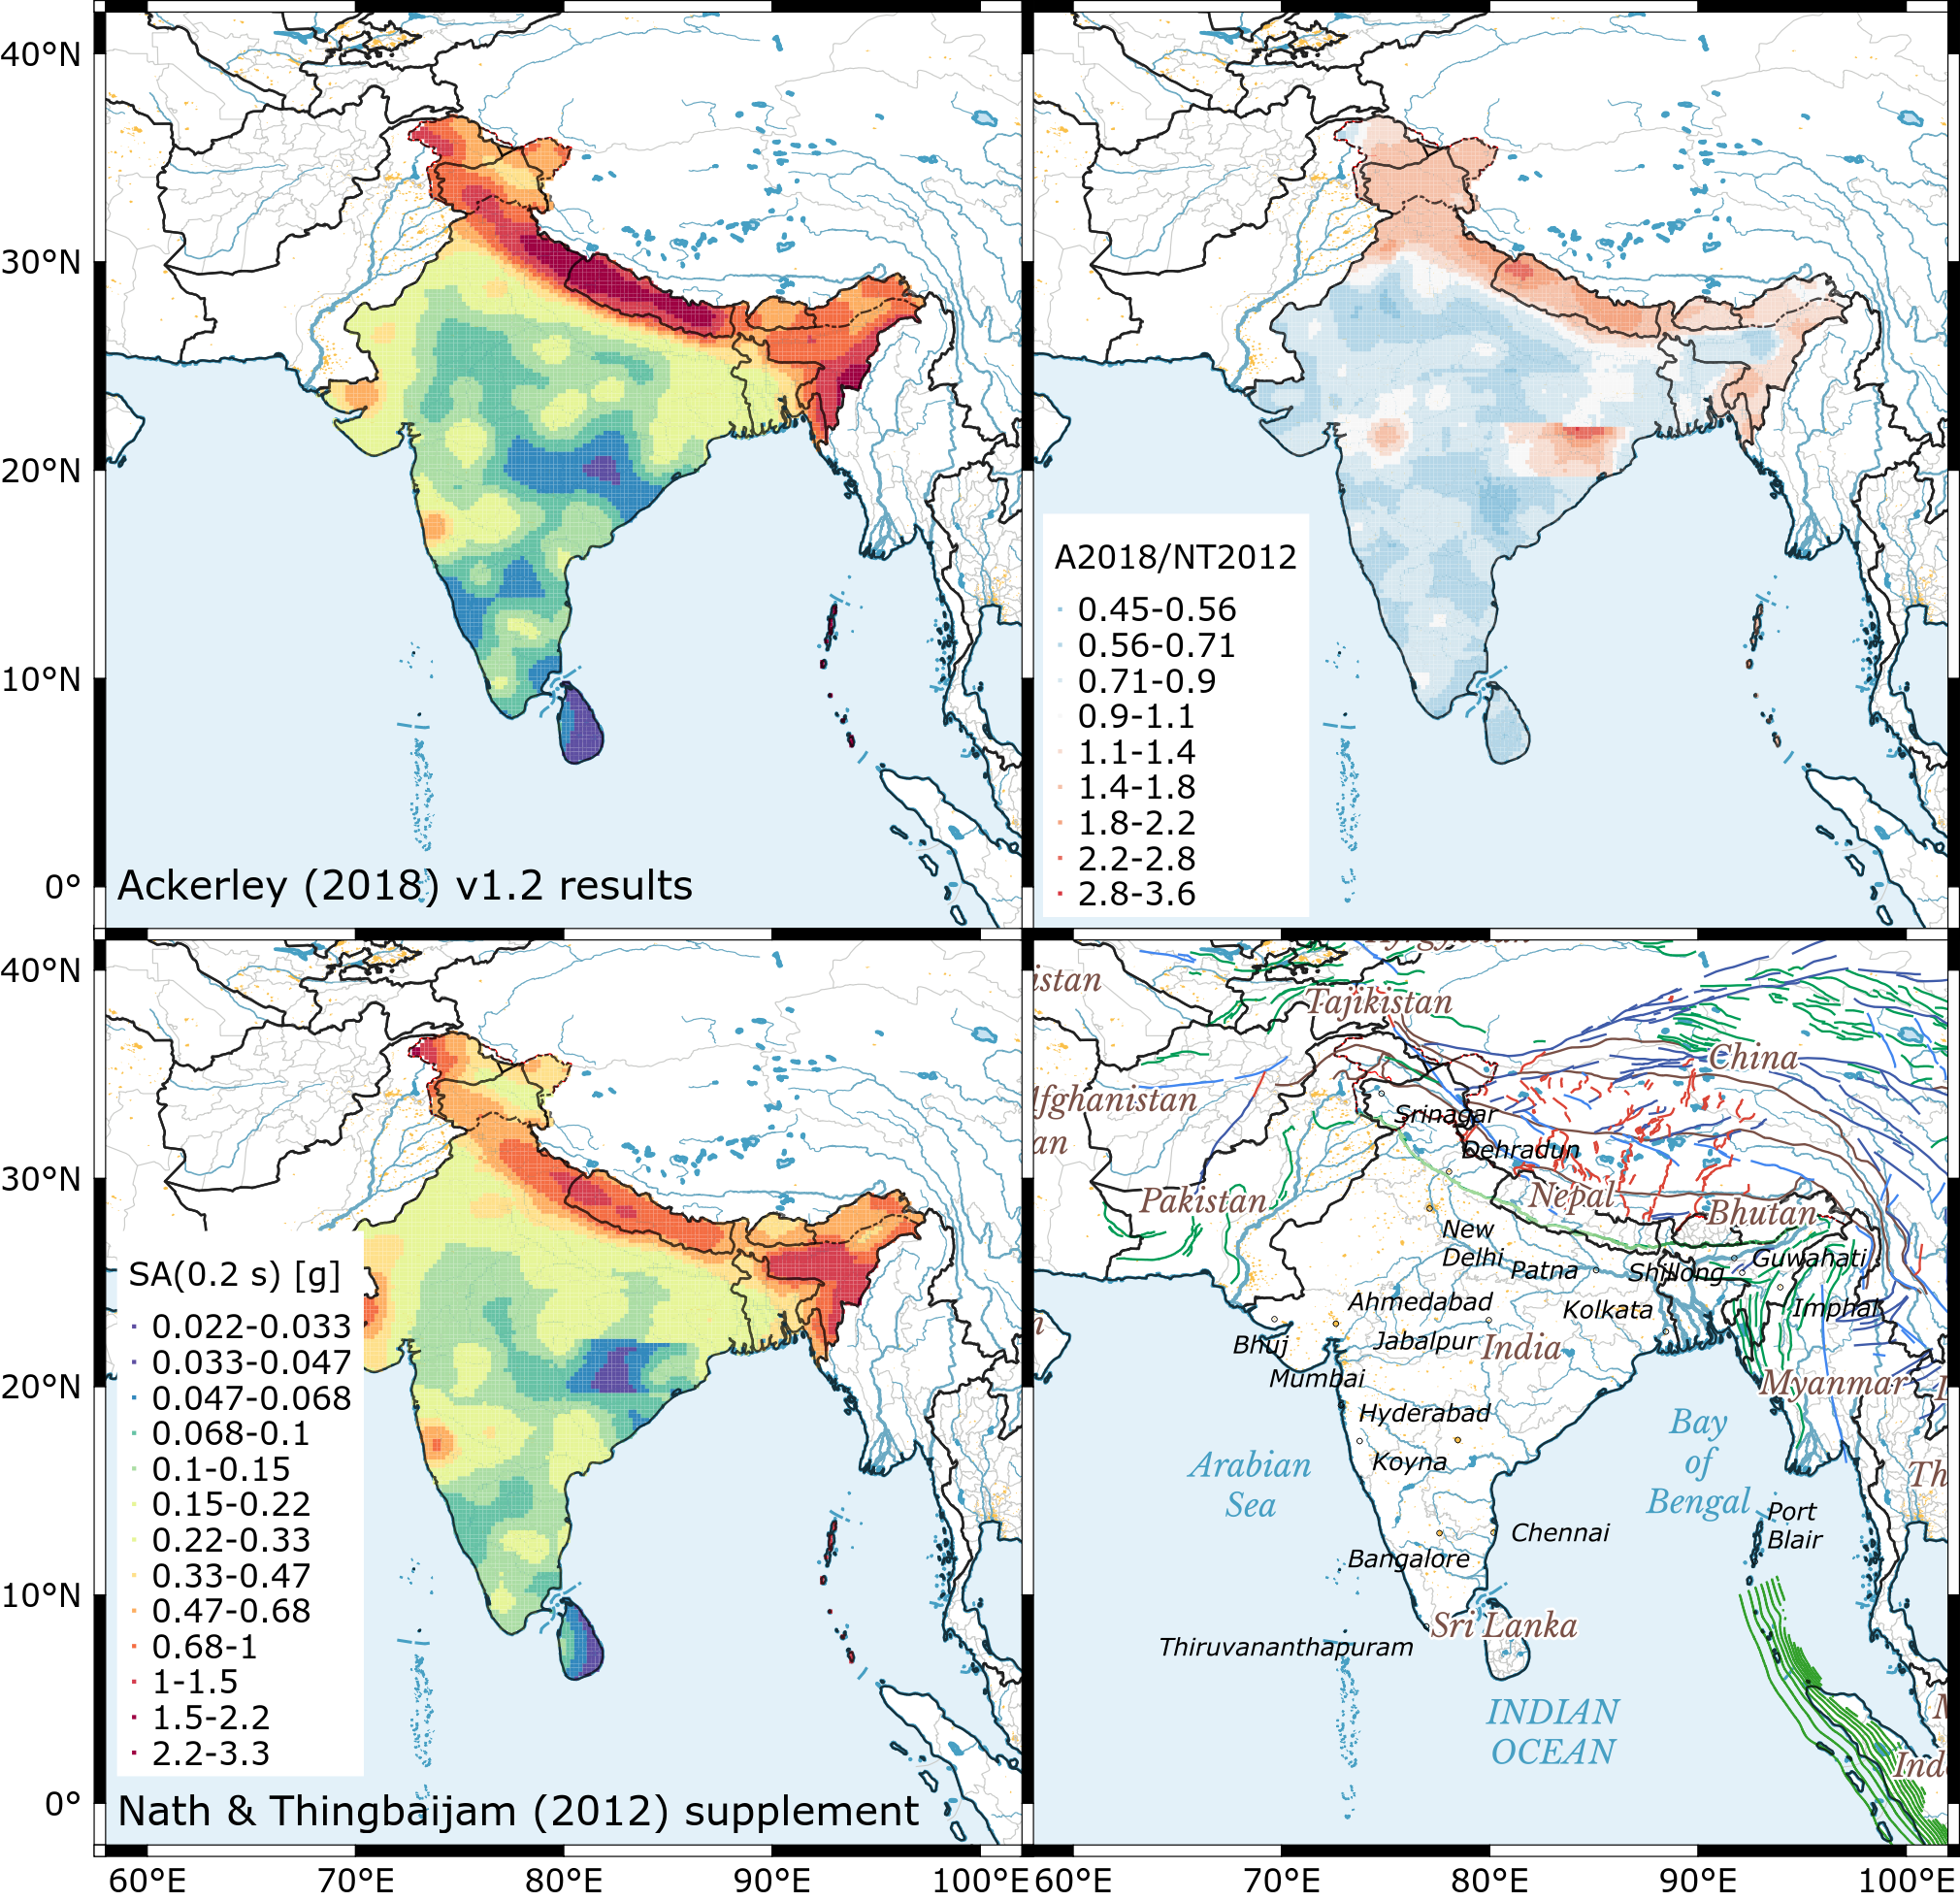 40°N
30°N
20°N
10°N
0°
Ackerley (2018) v1.2 results
A2018/NT2012
0.45-0.56
0.56-0.71
0.71-0.9
0.9-1.1
1.1-1.4
1.4-1.8
1.8-2.2
2.2-2.8
2.8-3.6
40°N
30°N
20°N
10°N
0°
SA(0.2 s) [g]
0.022-0.033
0.033-0.047
0.047-0.068
0.068-0.1
0.1-0.15
0.15-0.22
0.22-0.33
0.33-0.47
0.47-0.68
0.68-1
1-1.5
1.5-2.2
2.2-3.3
Nath & Thingbaijam (2012) supplement
60°E
70°E
80°E
90°E
100°E
istan
Tajikistan
China
fghanistan
an
Srinagar
Dehradun
Pakistan
Nepal
Bhutan
New
Delhi
Patna
Shillong
Guwahati
Ahmedabad
Kolkata
Imphal
Bhuj
Jabalpur
India
Mumbai
Myanmar
Hyderabad
Bay
of
Bengal
Arabian
Sea
Koyna
Th
Port
Blair
Chennai
Bangalore
Sri Lanka
Thiruvananthapuram
INDIAN
OCEAN
Ind
60°E
70°E
80°E
90°E
100°E